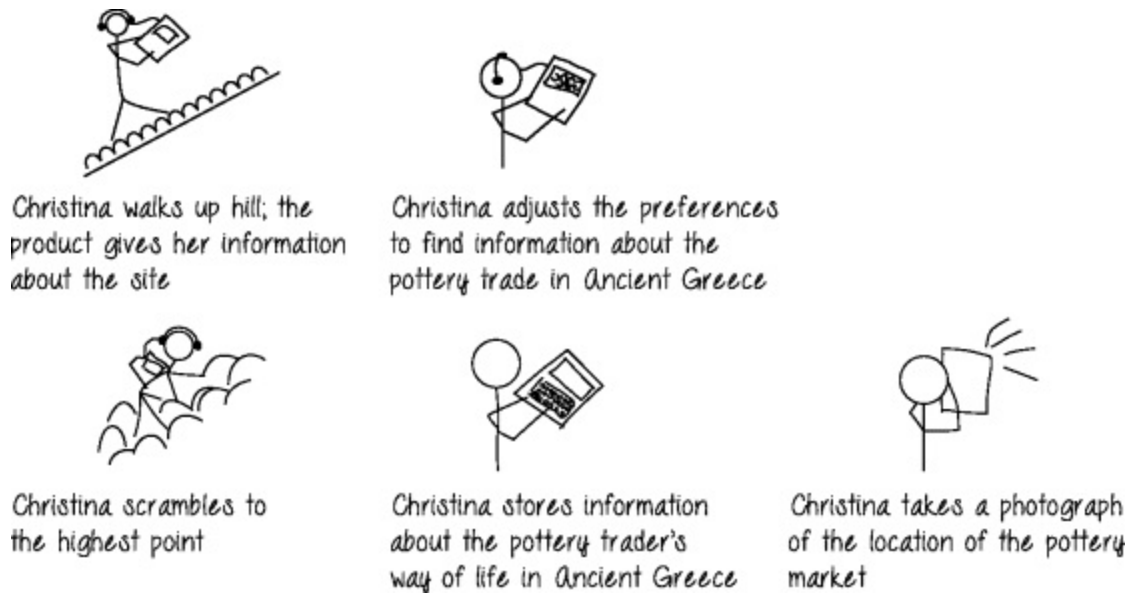 Christina walks up hill; the
product gives her information
about the site
Christina adjusts the preferences
to find information about the
pottery trade in Ancient Greece
Christina scrambles to
the highest point
Christina stores information
about the pottery trader's
way of life in Ancient Greece
Christina takes a photograph
of the location of the pottery
market